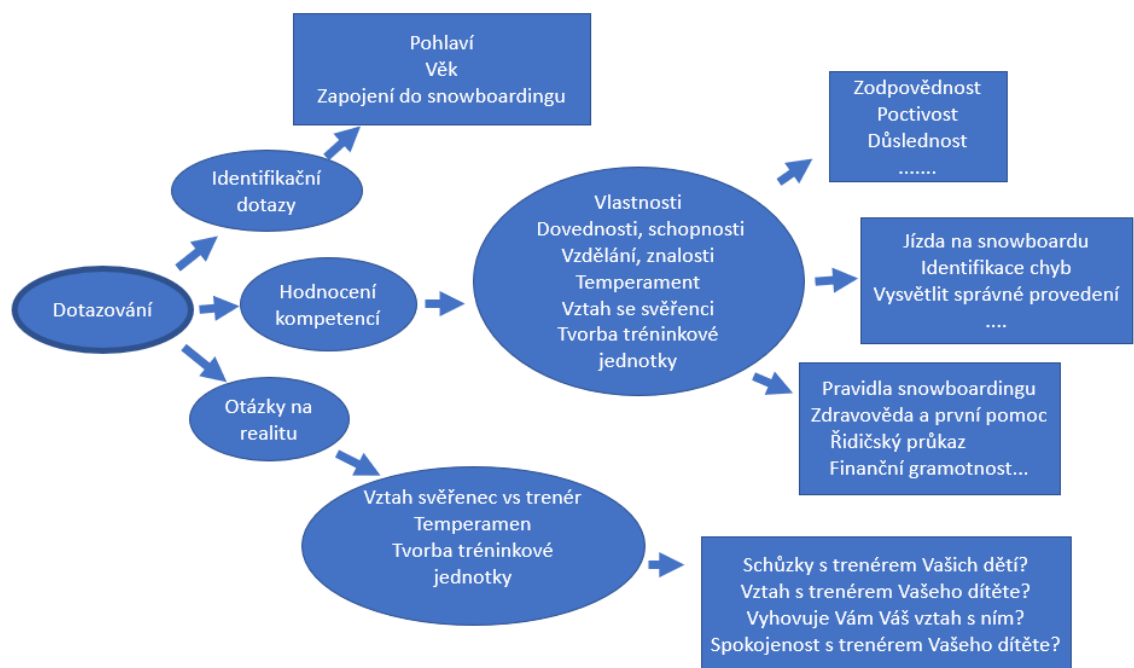 Pohlaví
Věk
Zapojení do snowboardingu
Identifikační
dotazy
Dotazování
Hodnocení
kompetencí
Vlastnosti
Dovednosti, schopnosti
Vzdělání, znalosti
Temperament
Vztah se svěřenci
Tvorba tréninkové
jednotky
Zodpovědnost
Poctivost
Důslednost
.......
Jízda na snowboardu
Identifikace chyb
Vysvětlit správné provedení
....
Pravidla snowboardingu
Zdravověda a první pomoc
Řidičský průkaz
Finanční gramotnost...
Otázky na
realitu
Vztah svěřenec vs trenér
Temperamen
Tvorba tréninkové
jednotky
Schůzky s trenérem Vašich dětí?
Vztah s trenérem Vašeho dítěte?
Vyhovuje Vám Váš vztah s ním?
Spokojenost s trenérem Vašeho dítěte?